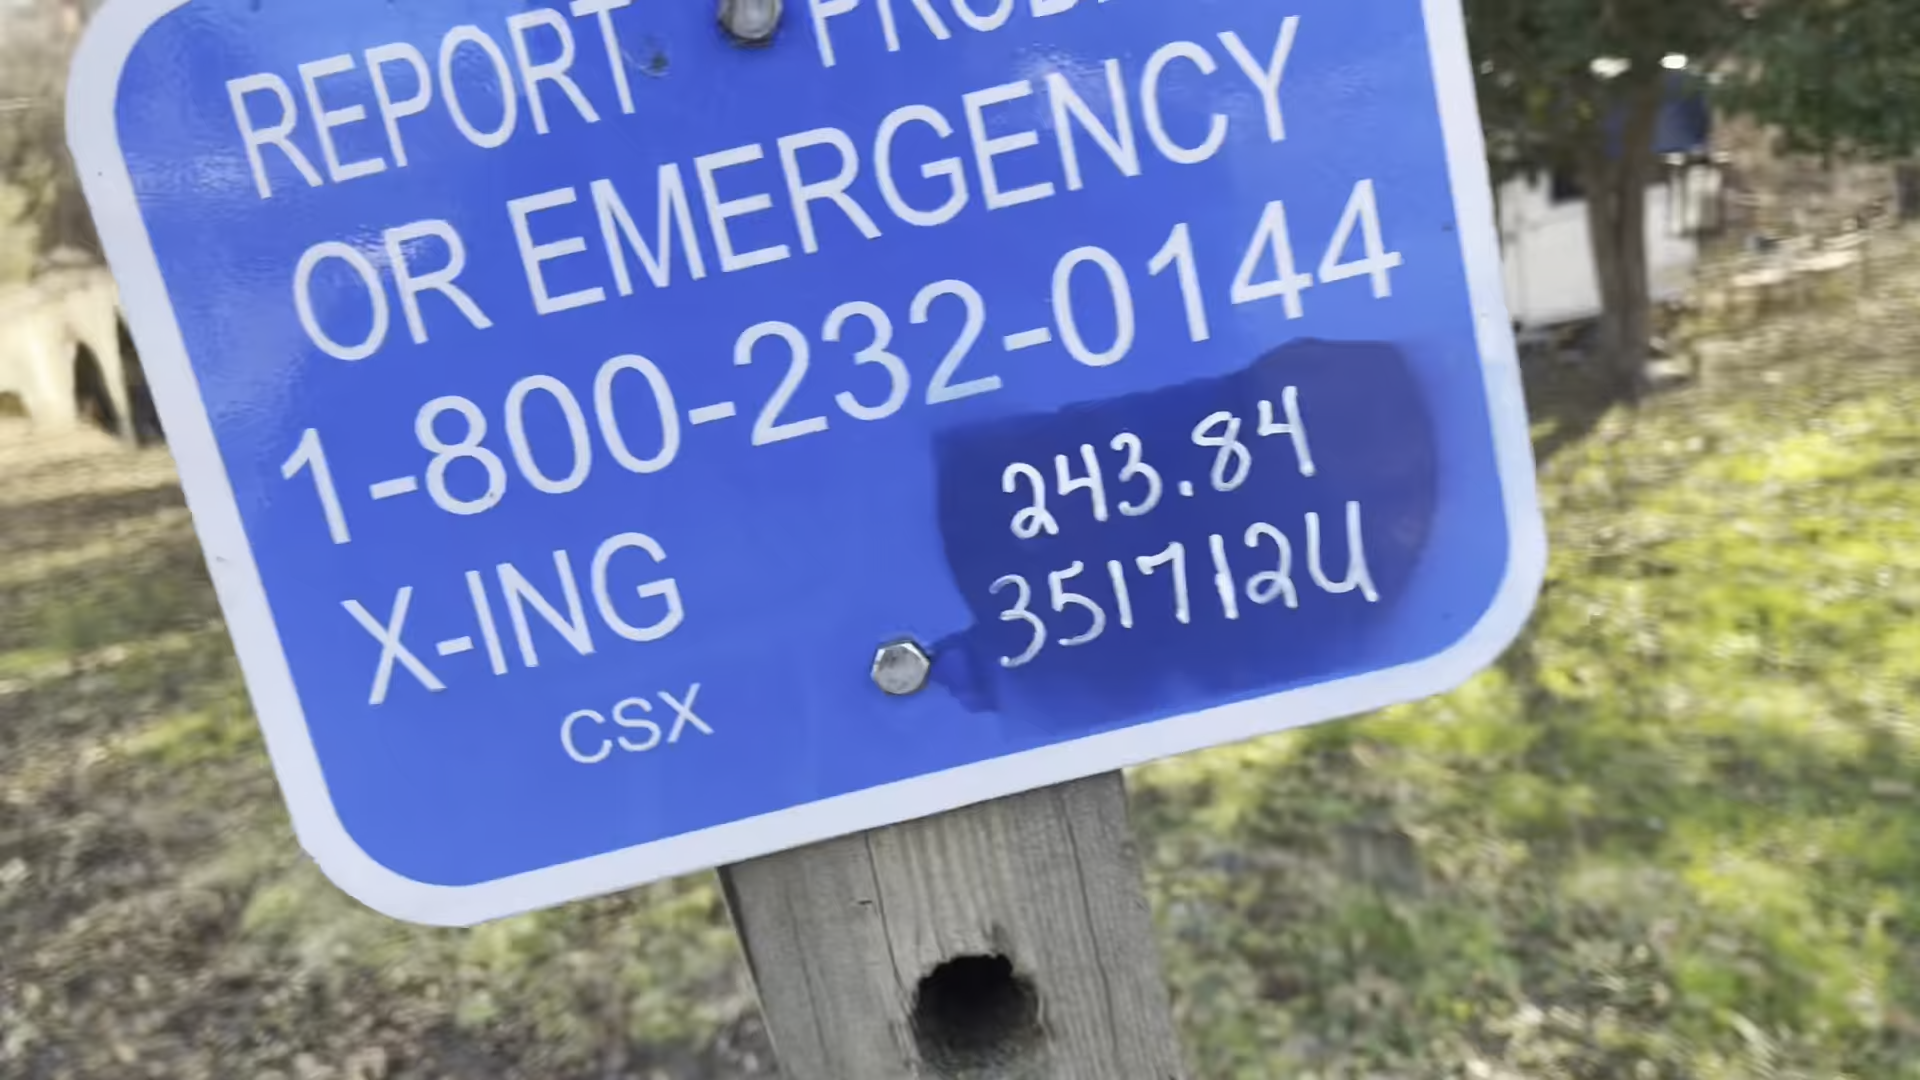 REPORT
OR EMERGENCY
1-800-232-0144
X-ING
243.84
351712U
CSX